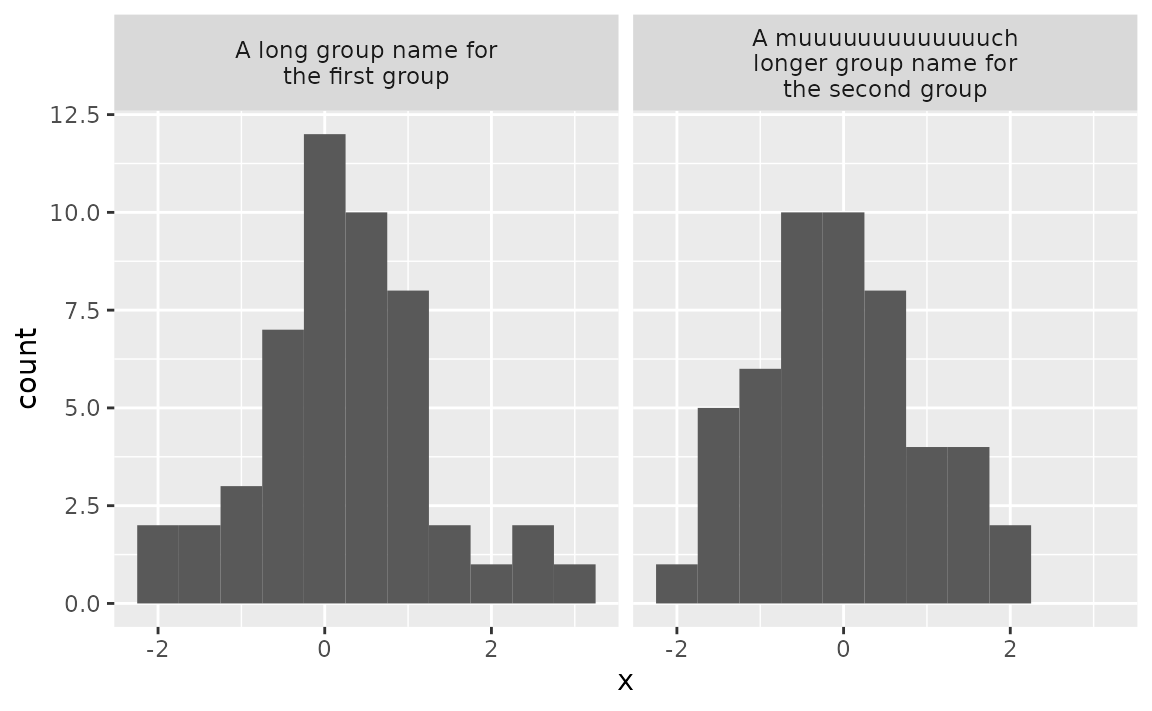 A long group name for
the first group
A muuuuuuuuuuuuuch
longer group name for
the second group
12.5
10.0
7.5
5.0
2.5
0.0
count
-2
0
2
-2
0
2
x